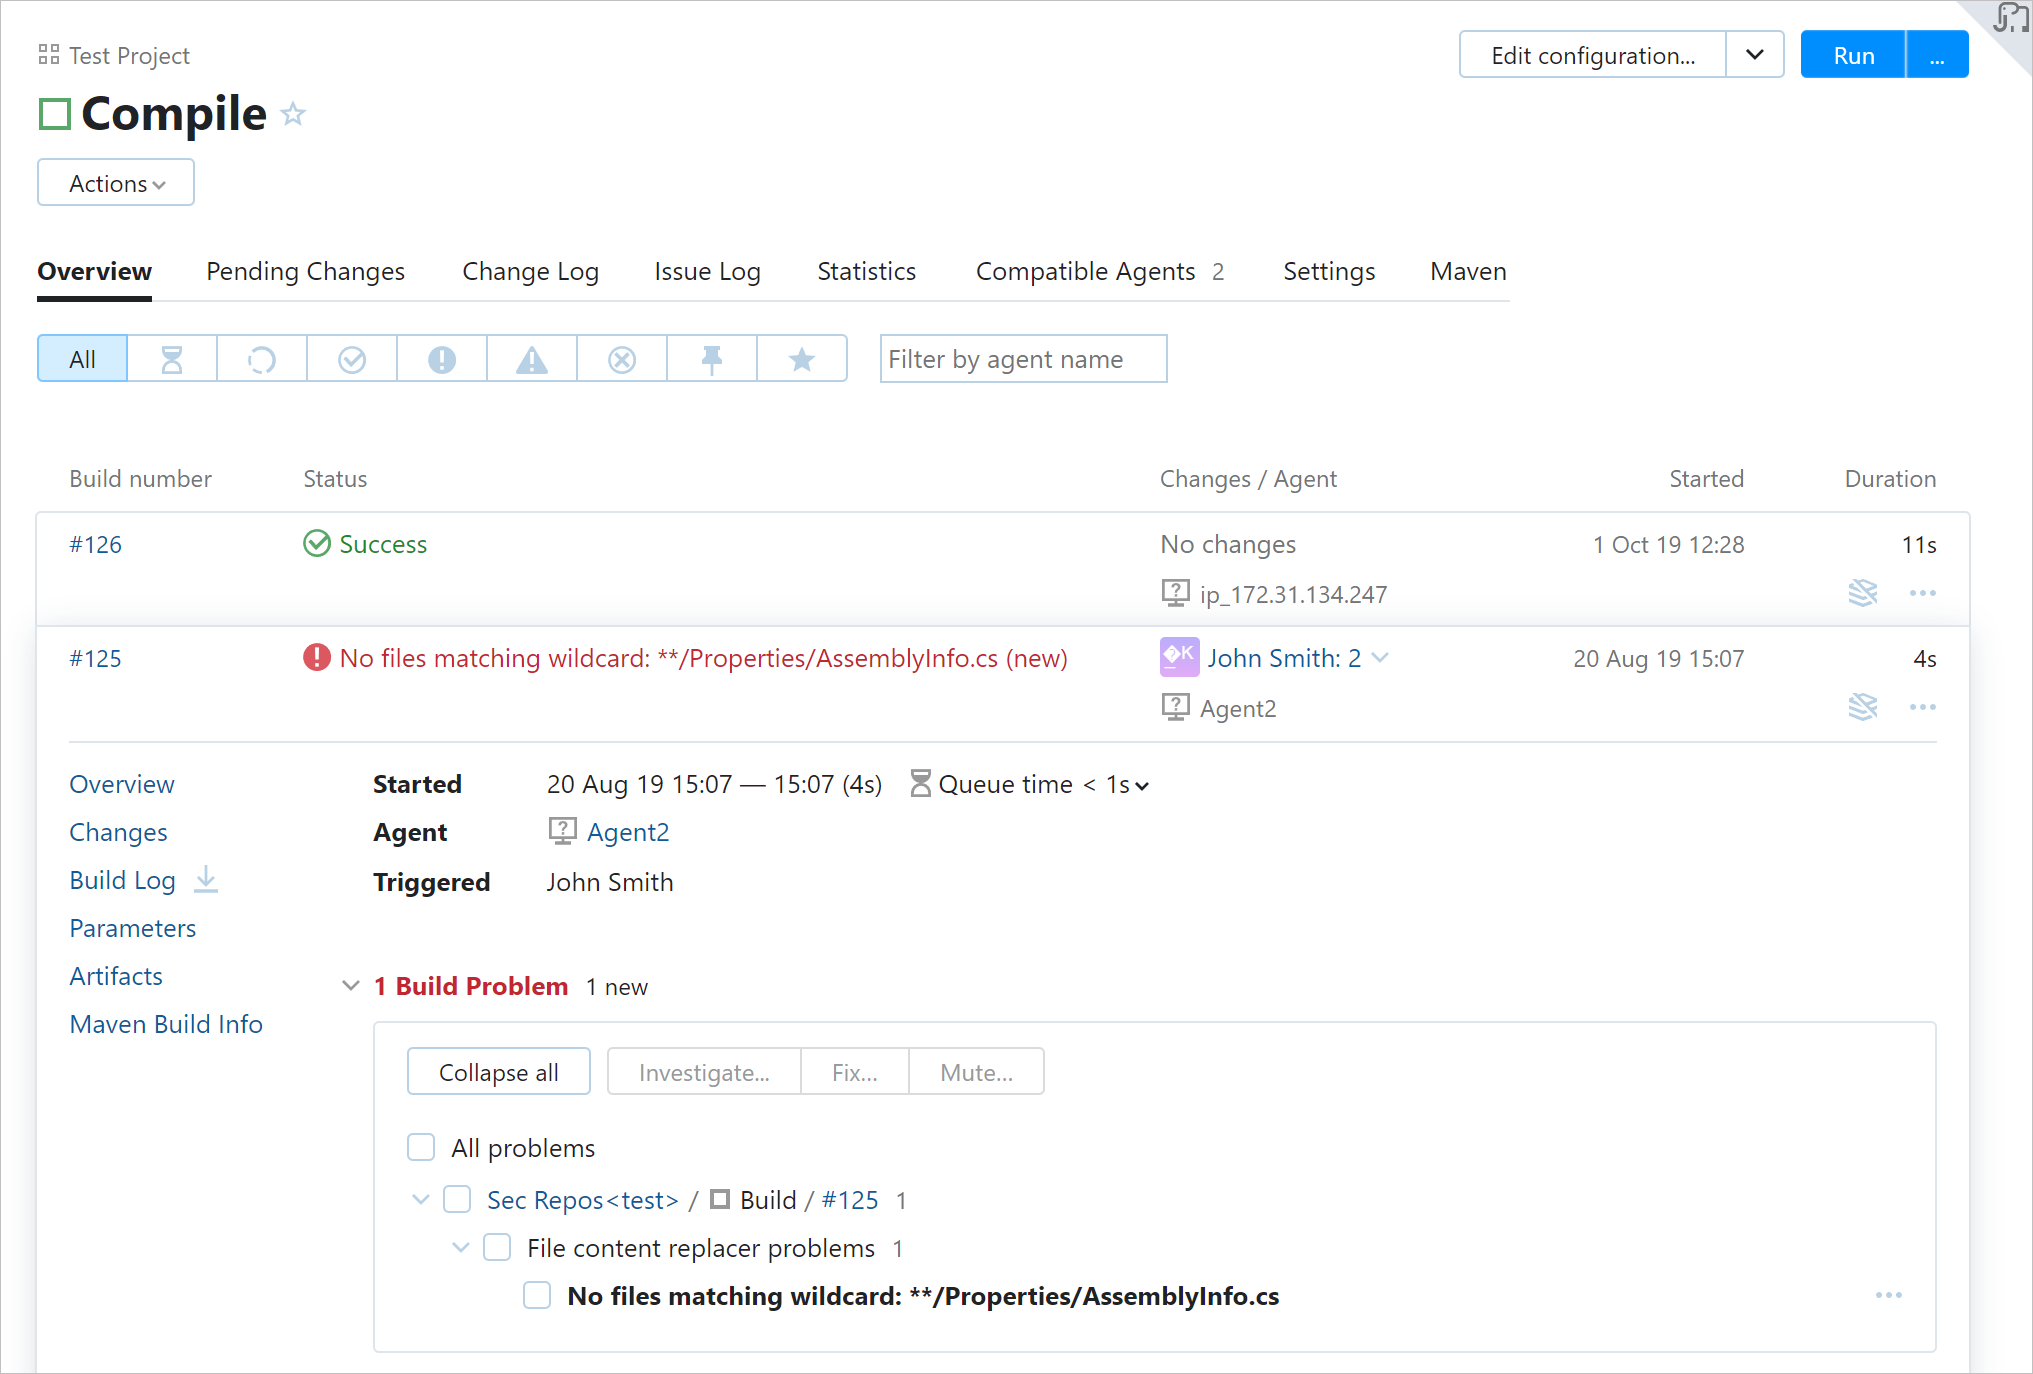 Test Project
Edit configuration...
Run
...
Compile
Actions
Overview
Pending Changes
Change Log
Issue Log
Statistics
Compatible Agents 2
Settings
Maven
All
Filter by agent name
Build number
Status
Changes / Agent
Started
Duration
#126
Success
No changes
1 Oct 19 12:28
11s
ip_172.31.134.247
#125
No files matching wildcard: **/Properties/AssemblyInfo.cs (new)
K
John Smith: 2
20 Aug 19 15:07
4s
Agent2
Overview
Changes
Build Log
Parameters
Artifacts
Maven Build Info
Started
20 Aug 19 15:07 — 15:07 (4s)
Queue time < 1s
Agent
Agent2
Triggered
John Smith
1 Build Problem 1 new
Collapse all
Investigate...
Fix...
Mute...
All problems
Sec Repos<test> / Build / #125 1
File content replacer problems 1
No files matching wildcard: **/Properties/AssemblyInfo.cs